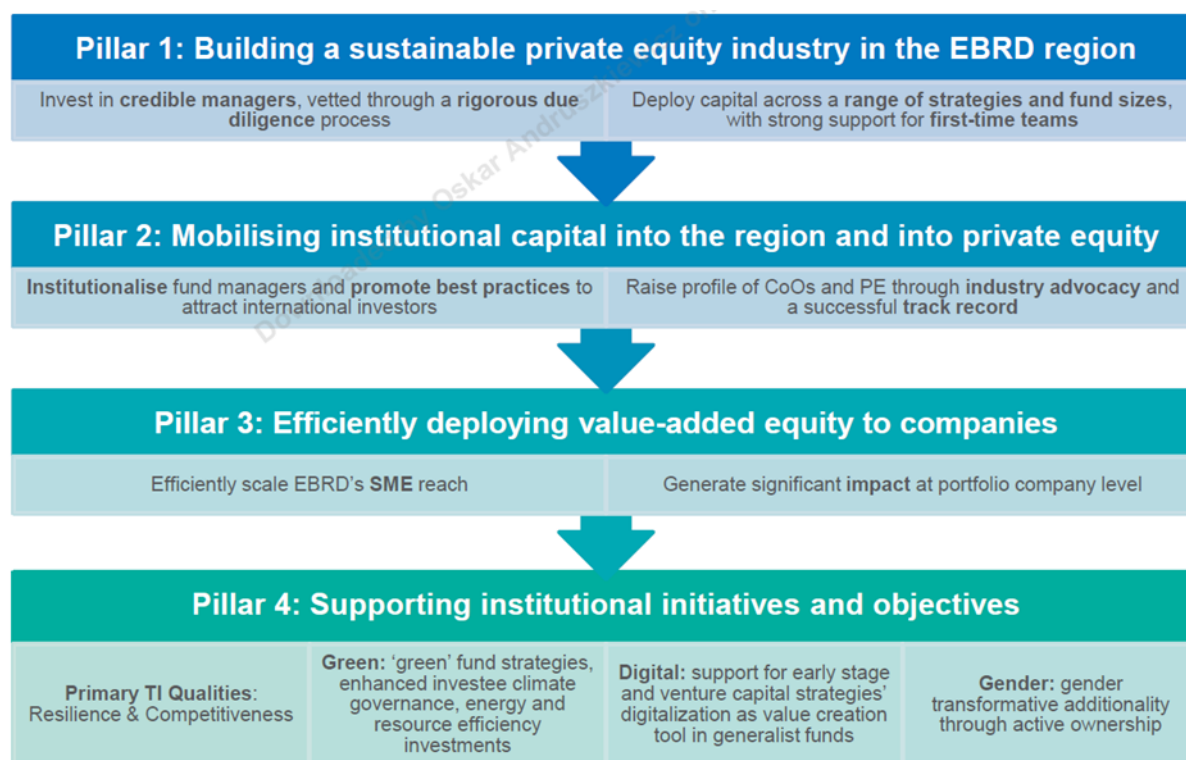 Pillar 1: Building a sustainable private equity industry in the EBRD region
Invest in credible managers, vetted through a rigorous due
diligence process
Deploy capital across a range of strategies and fund sizes,
with strong support for first-time teams
Pillar 2: Mobilising institutional capital into the region and into private equity
Institutionalise fund managers and promote best practices to
attract international investors
Raise profile of CoOs and PE through industry advocacy and
a successful track record
Pillar 3: Efficiently deploying value-added equity to companies
Efficiently scale EBRD's SME reach
Generate significant impact at portfolio company level
Pillar 4: Supporting institutional initiatives and objectives
Primary TI Qualities:
Resilience & Competitiveness
Green: 'green' fund strategies,
enhanced investee climate
governance, energy and
resource efficiency
investments
Digital: support for early stage
and venture capital strategies'
digitalization as value creation
tool in generalist funds
Gender: gender
transformative additionality
through active ownership
Downloaded by Oskar Andruszkiewicz